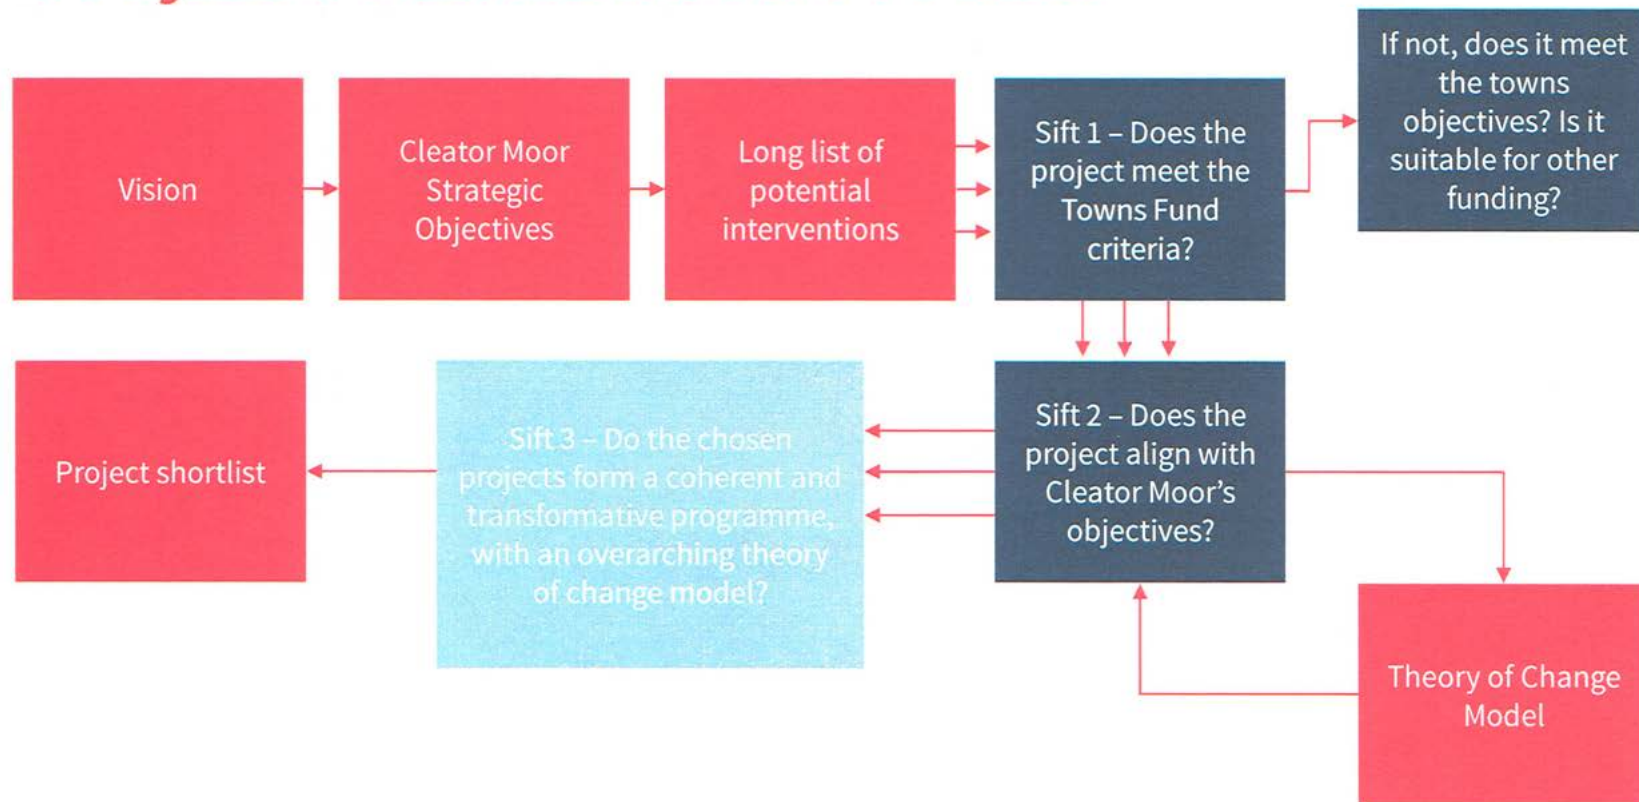 Vision
Cleator Moor
Strategic
Objectives
Long list of
potential
interventions
Sift 1 – Does the
project meet the
Towns Fund
criteria?
If not, does it meet
the towns
objectives? Is it
suitable for other
funding?
Project shortlist
Sift 3 – Do the chosen
projects form a coherent and
transformative programme,
with an overarching theory
of change model?
Sift 2 – Does the
project align with
Cleator Moor’s
objectives?
Theory of Change
Model